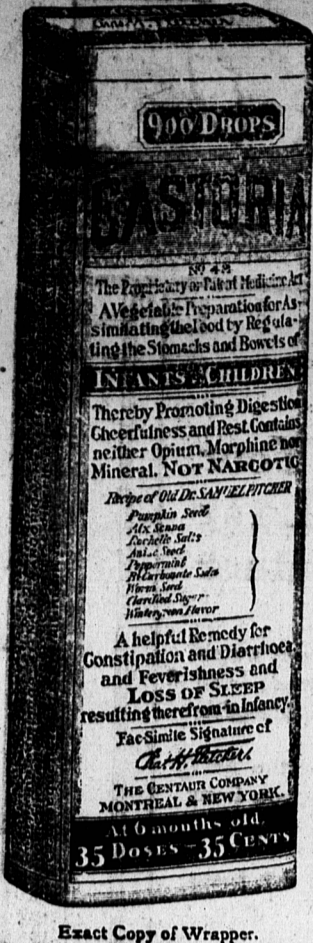 900 DROPS
CASTORIA
No 48
The Proprietary or Patent Medicine Act
A Vegetable Preparation for As-
similating the Food by Regula-
ting the Stomachs and Bowels of
INFANTS & CHILDREN
Thereby Promoting Digestion
Cheerfulness and Rest. Contains
neither Opium, Morphine nor
Mineral. NOT NARCOTIC
Recipe of Old Dr. SAMUEL PITCHER
Pumpkin Seed
Alx Senna
Rochelle Salts
Anise Seed
Peppermint
Bi Carbonate Soda
Worm Seed
Clarified Sugar
Wintergreen Flavor
A helpful Remedy for
Constipation and Diarrhoea,
and Feverishness and
LOSS OF SLEEP
resulting therefrom in Infancy.
Fac Simile Signature of
Chas. H. Fletcher.
THE CENTAUR COMPANY
MONTREAL & NEW YORK.
At 6 months old.
35 DOSES - 35 CENTS
Exact Copy of Wrapper.